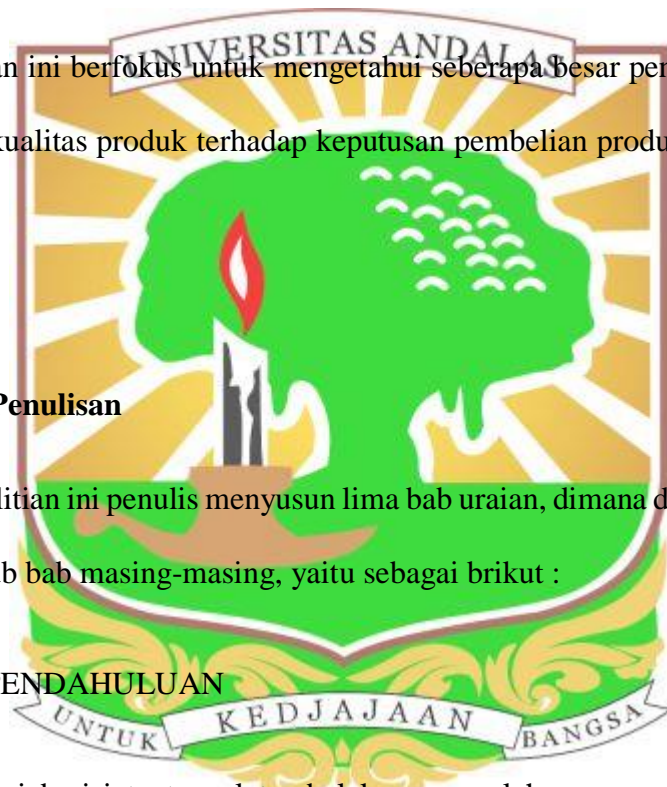 UNIVERSITAS ANDALAS
an ini berfokus untuk mengetahui seberapa besar pen
kualitas produk terhadap keputusan pembelian produ
Penulisan
litian ini penulis menyusun lima bab uraian, dimana d
b bab masing-masing, yaitu sebagai brikut :
ENDAHULUAN
UNTUK KEDJAJAAN BANGSA